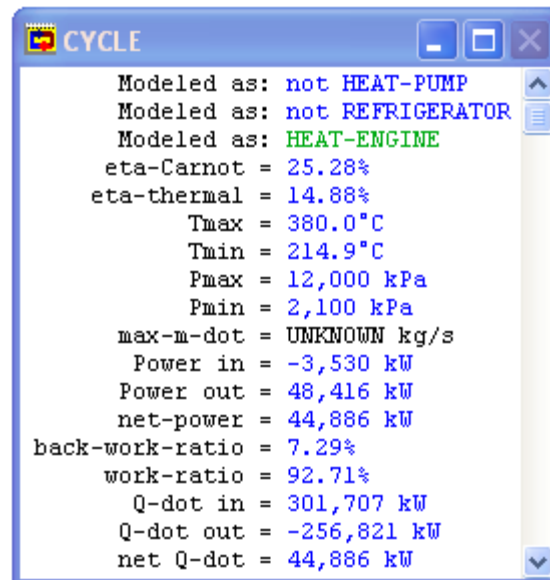 CYCLE
Modeled as: not HEAT-PUMP
Modeled as: not REFRIGERATOR
Modeled as: HEAT-ENGINE
eta-Carnot = 25.28%
eta-thermal = 14.88%
Tmax = 380.0°C
Tmin = 214.9°C
Pmax = 12,000 kPa
Pmin = 2,100 kPa
max-m-dot = UNKNOWN kg/s
Power in = -3,530 kW
Power out = 48,416 kW
net-power = 44,886 kW
back-work-ratio = 7.29%
work-ratio = 92.71%
Q-dot in = 301,707 kW
Q-dot out = -256,821 kW
net Q-dot = 44,886 kW